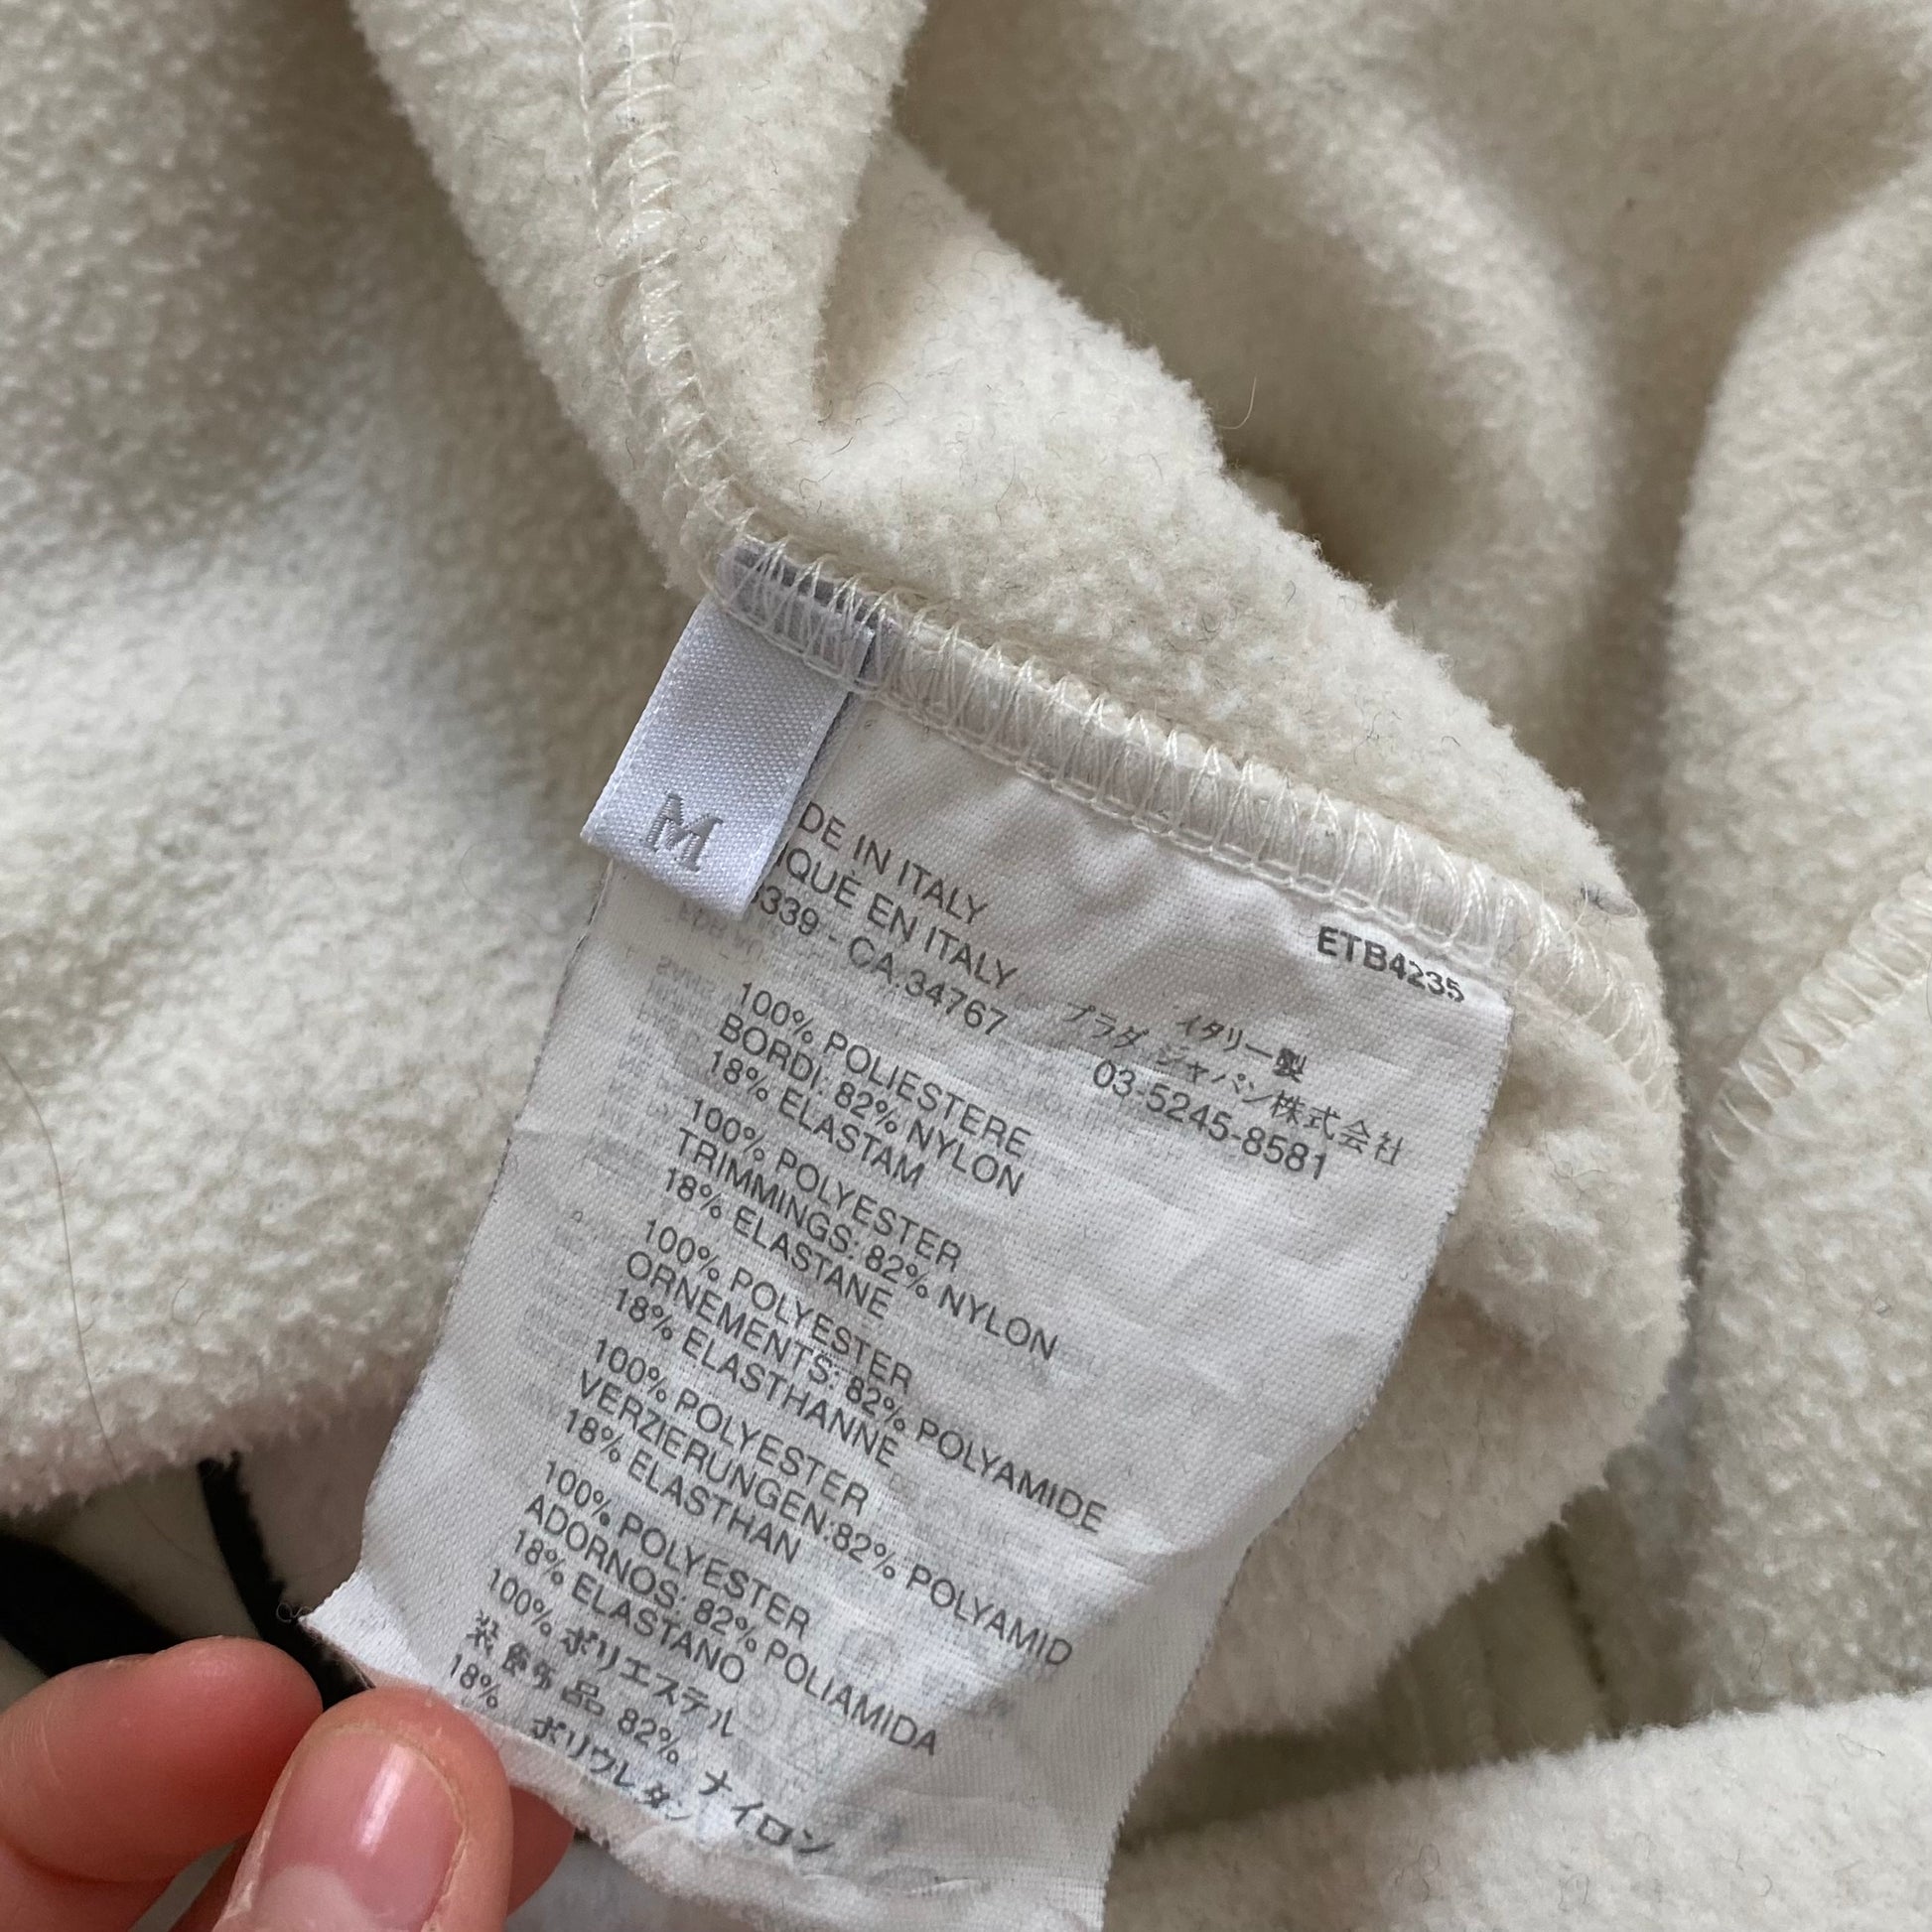 M
DE IN ITALY
IQUÉ EN ITALY
3339 - CA.34767
ETB4235
イタリー製
プラダ ジャパン株式会社
03-5245-8581
100% POLIESTERE
BORDI: 82% NYLON
18% ELASTAM
100% POLYESTER
TRIMMINGS: 82% NYLON
18% ELASTANE
100% POLYESTER
ORNEMENTS: 82% POLYAMIDE
18% ELASTHANNE
100% POLYESTER
VERZIERUNGEN:82% POLYAMID
18% ELASTHAN
100% POLYESTER
ADORNOS: 82% POLIAMIDA
18% ELASTANO
100% ポリエステル
装飾品 82% ナイロン
18% ポリウレタン